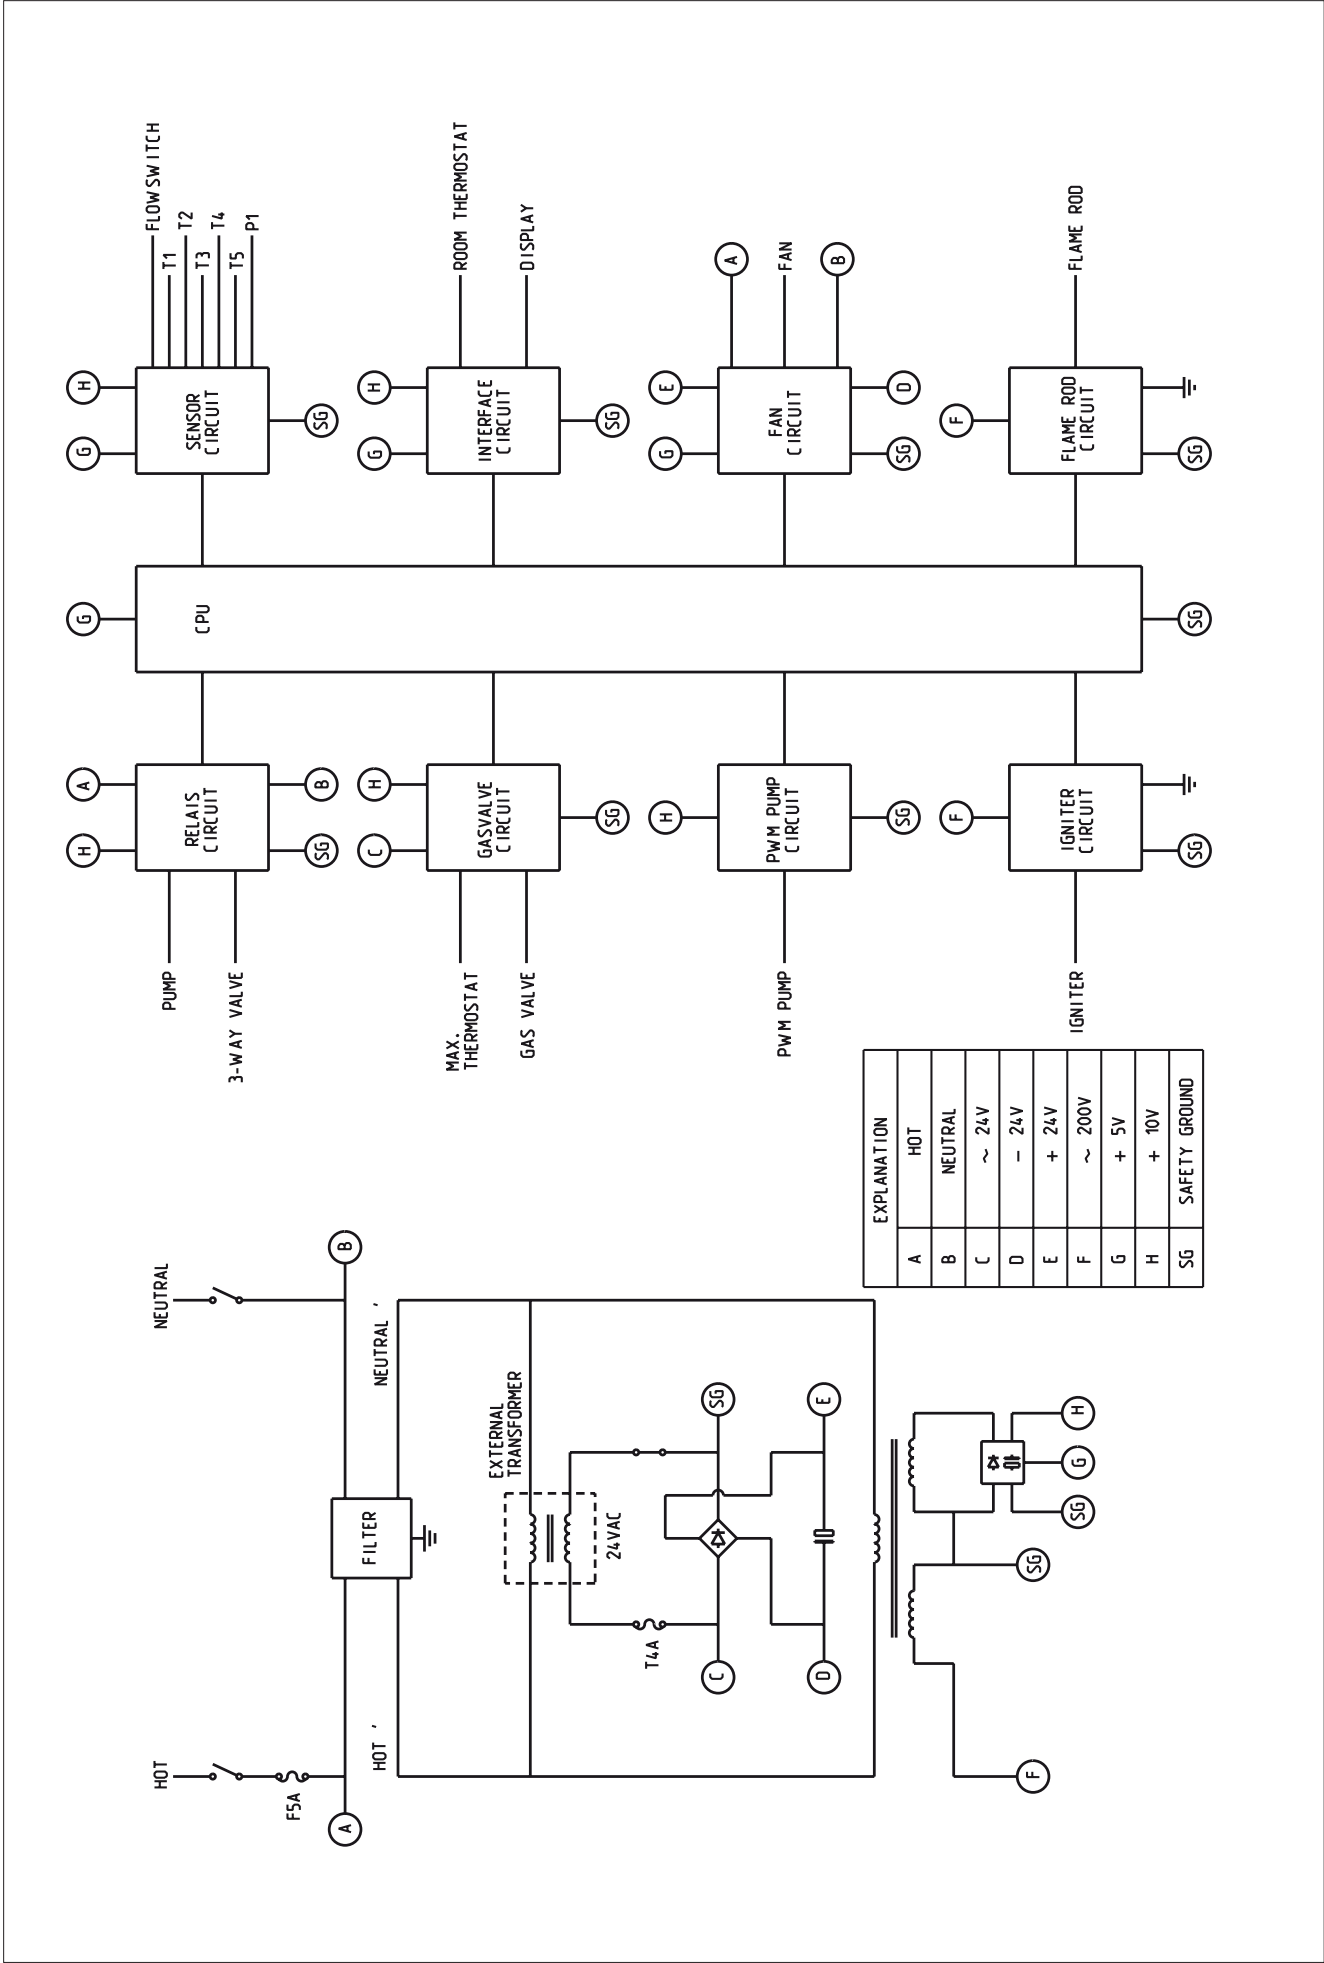 HOT
F5A
A
HOT '
FILTER
NEUTRAL
B
NEUTRAL '
EXTERNAL
TRANSFORMER
24VAC
T4A
C
SG
D
E
F
SG
SG
G
H
EXPLANATION
A HOT
B NEUTRAL
C ~ 24V
D - 24V
E + 24V
F ~ 200V
G + 5V
H + 10V
SG SAFETY GROUND
PUMP
3-WAY VALVE
H
A
RELAIS
CIRCUIT
SG
B
MAX.
THERMOSTAT
GAS VALVE
C
H
GASVALVE
CIRCUIT
SG
PWM PUMP
H
PWM PUMP
CIRCUIT
SG
IGNITER
F
IGNITER
CIRCUIT
SG
G
CPU
SG
G
H
SENSOR
CIRCUIT
SG
FLOWSWITCH
T1
T2
T3
T4
T5
P1
G
H
INTERFACE
CIRCUIT
SG
ROOM THERMOSTAT
DISPLAY
G
E
FAN
CIRCUIT
SG
D
A
FAN
B
F
FLAME ROD
CIRCUIT
SG
FLAME ROD